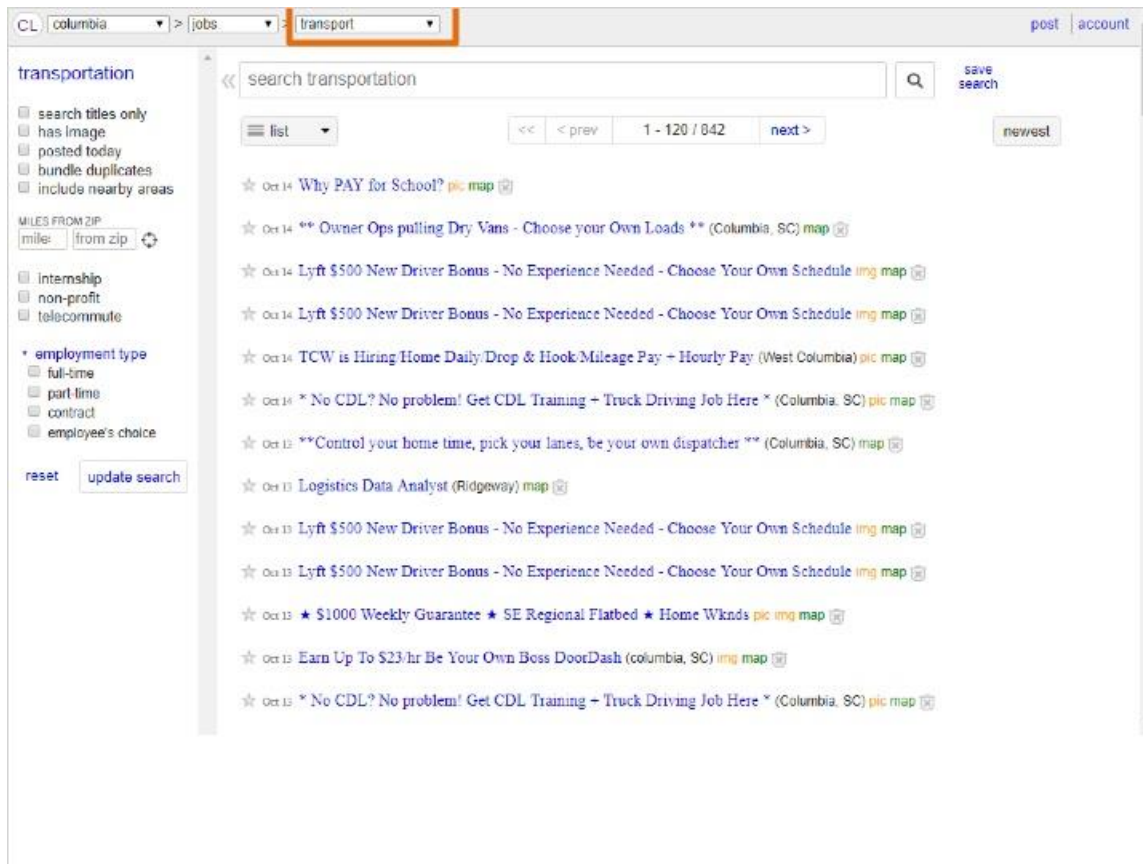 CL columbia > jobs > transport post account
transportation
search titles only
has image
posted today
bundle duplicates
include nearby areas
MILES FROM ZIP
from zip
internship
non-profit
telecommute
employment type
full-time
part-time
contract
employee's choice
reset update search
« search transportation
save
search
list << < prev 1 - 120 / 842 next > newest
Oct 14 Why PAY for School? pic map
Oct 14 ** Owner Ops pulling Dry Vans - Choose your Own Loads ** (Columbia, SC) map
Oct 14 Lyft $500 New Driver Bonus - No Experience Needed - Choose Your Own Schedule img map
Oct 14 Lyft $500 New Driver Bonus - No Experience Needed - Choose Your Own Schedule img map
Oct 14 TCW is Hiring/Home Daily/Drop & Hook/Mileage Pay + Hourly Pay (West Columbia) pic map
Oct 14 * No CDL? No problem! Get CDL Training + Truck Driving Job Here * (Columbia, SC) pic map
Oct 13 **Control your home time, pick your lanes, be your own dispatcher ** (Columbia, SC) map
Oct 13 Logistics Data Analyst (Ridgeway) map
Oct 13 Lyft $500 New Driver Bonus - No Experience Needed - Choose Your Own Schedule img map
Oct 13 Lyft $500 New Driver Bonus - No Experience Needed - Choose Your Own Schedule img map
Oct 13 ★ $1000 Weekly Guarantee ★ SE Regional Flatbed ★ Home Wknds pic img map
Oct 13 Earn Up To $23/hr Be Your Own Boss DoorDash (columbia, SC) img map
Oct 13 * No CDL? No problem! Get CDL Training + Truck Driving Job Here * (Columbia, SC) pic map